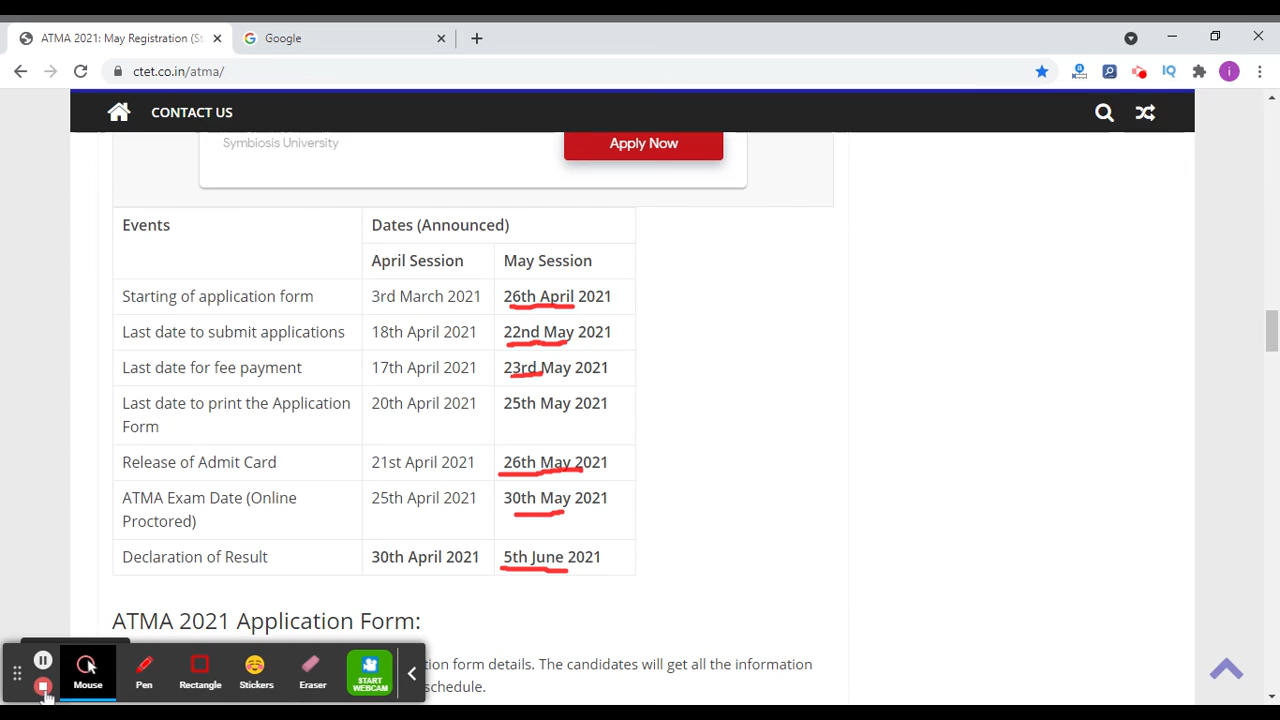 ATMA 2021: May Registration (St
Google
ctet.co.in/atma/
IQ
i
CONTACT US
Symbiosis University
Apply Now
Events
Dates (Announced)
April Session
May Session
Starting of application form
3rd March 2021
26th April 2021
Last date to submit applications
18th April 2021
22nd May 2021
Last date for fee payment
17th April 2021
23rd May 2021
Last date to print the Application
Form
20th April 2021
25th May 2021
Release of Admit Card
21st April 2021
26th May 2021
ATMA Exam Date (Online
Proctored)
25th April 2021
30th May 2021
Declaration of Result
30th April 2021
5th June 2021
ATMA 2021 Application Form:
tion form details. The candidates will get all the information
schedule.
Mouse
Pen
Rectangle
Stickers
Eraser
START
WEBCAM